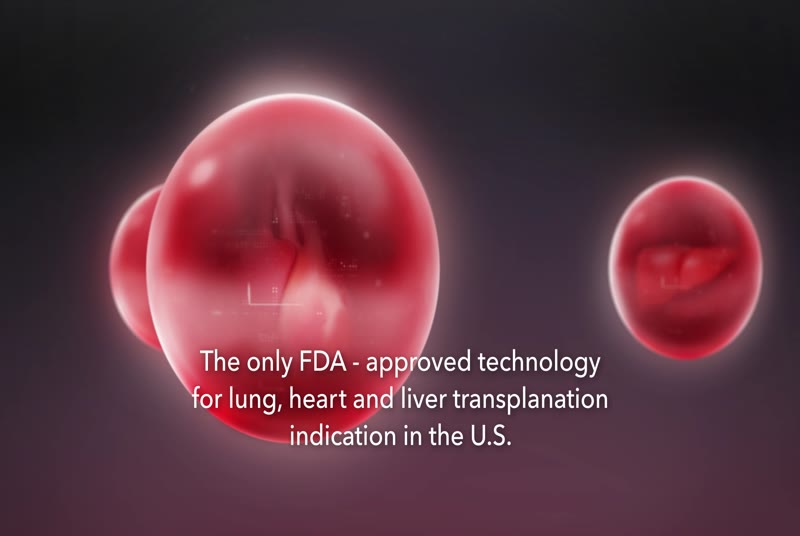 The only FDA - approved technology
for lung, heart and liver transplanation
indication in the U.S.